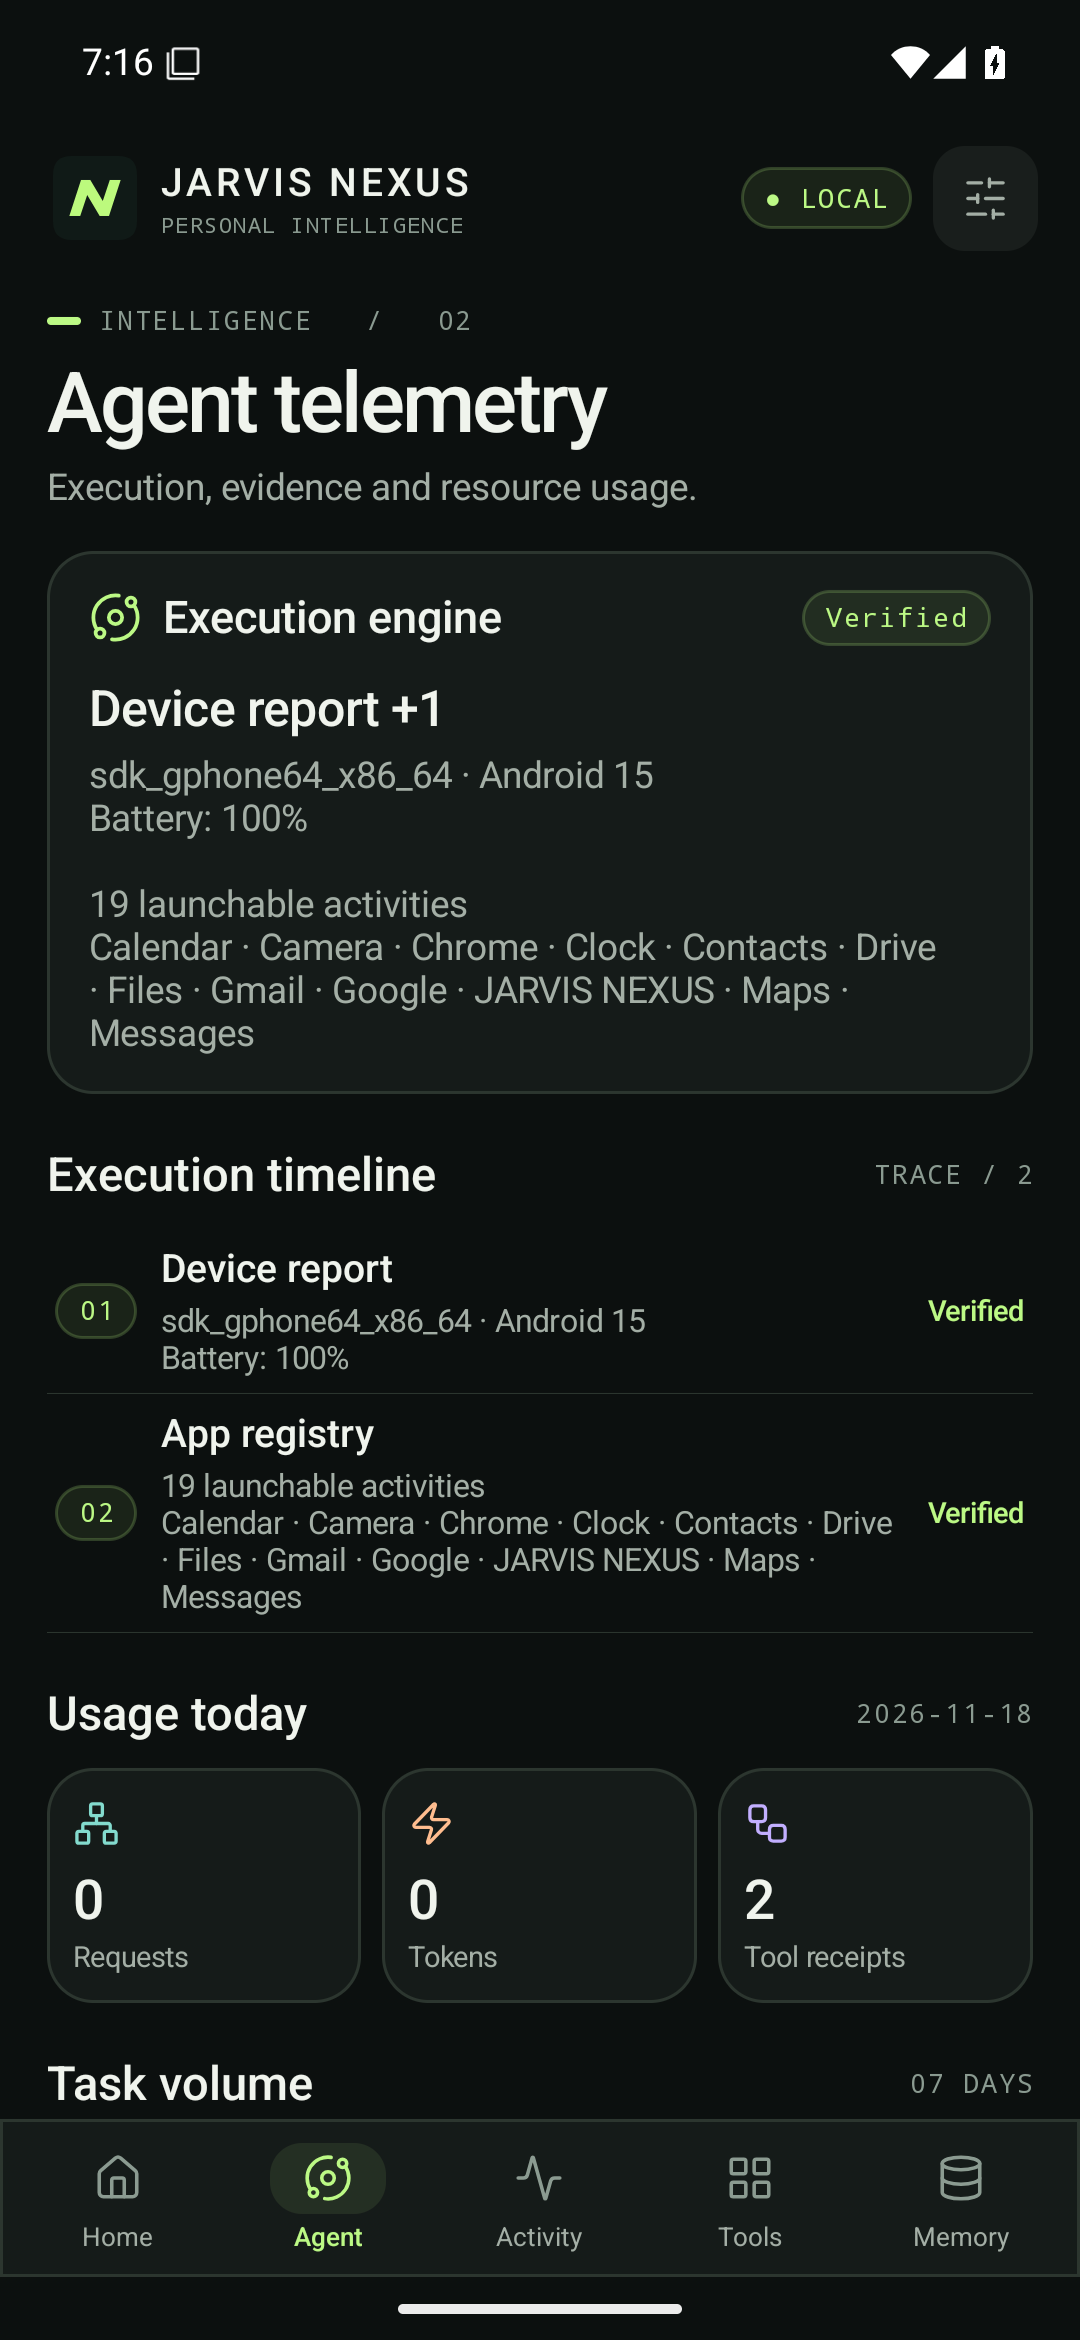 7:16
JARVIS NEXUS
PERSONAL INTELLIGENCE
• LOCAL
INTELLIGENCE / 02
Agent telemetry
Execution, evidence and resource usage.
Execution engine
Verified
Device report +1
sdk_gphone64_x86_64 · Android 15
Battery: 100%
19 launchable activities
Calendar · Camera · Chrome · Clock · Contacts · Drive
· Files · Gmail · Google · JARVIS NEXUS · Maps ·
Messages
Execution timeline
TRACE / 2
01
Device report
sdk_gphone64_x86_64 · Android 15
Battery: 100%
Verified
02
App registry
19 launchable activities
Calendar · Camera · Chrome · Clock · Contacts · Drive
· Files · Gmail · Google · JARVIS NEXUS · Maps ·
Messages
Verified
Usage today
2026-11-18
0
Requests
0
Tokens
2
Tool receipts
Task volume
07 DAYS
Home
Agent
Activity
Tools
Memory